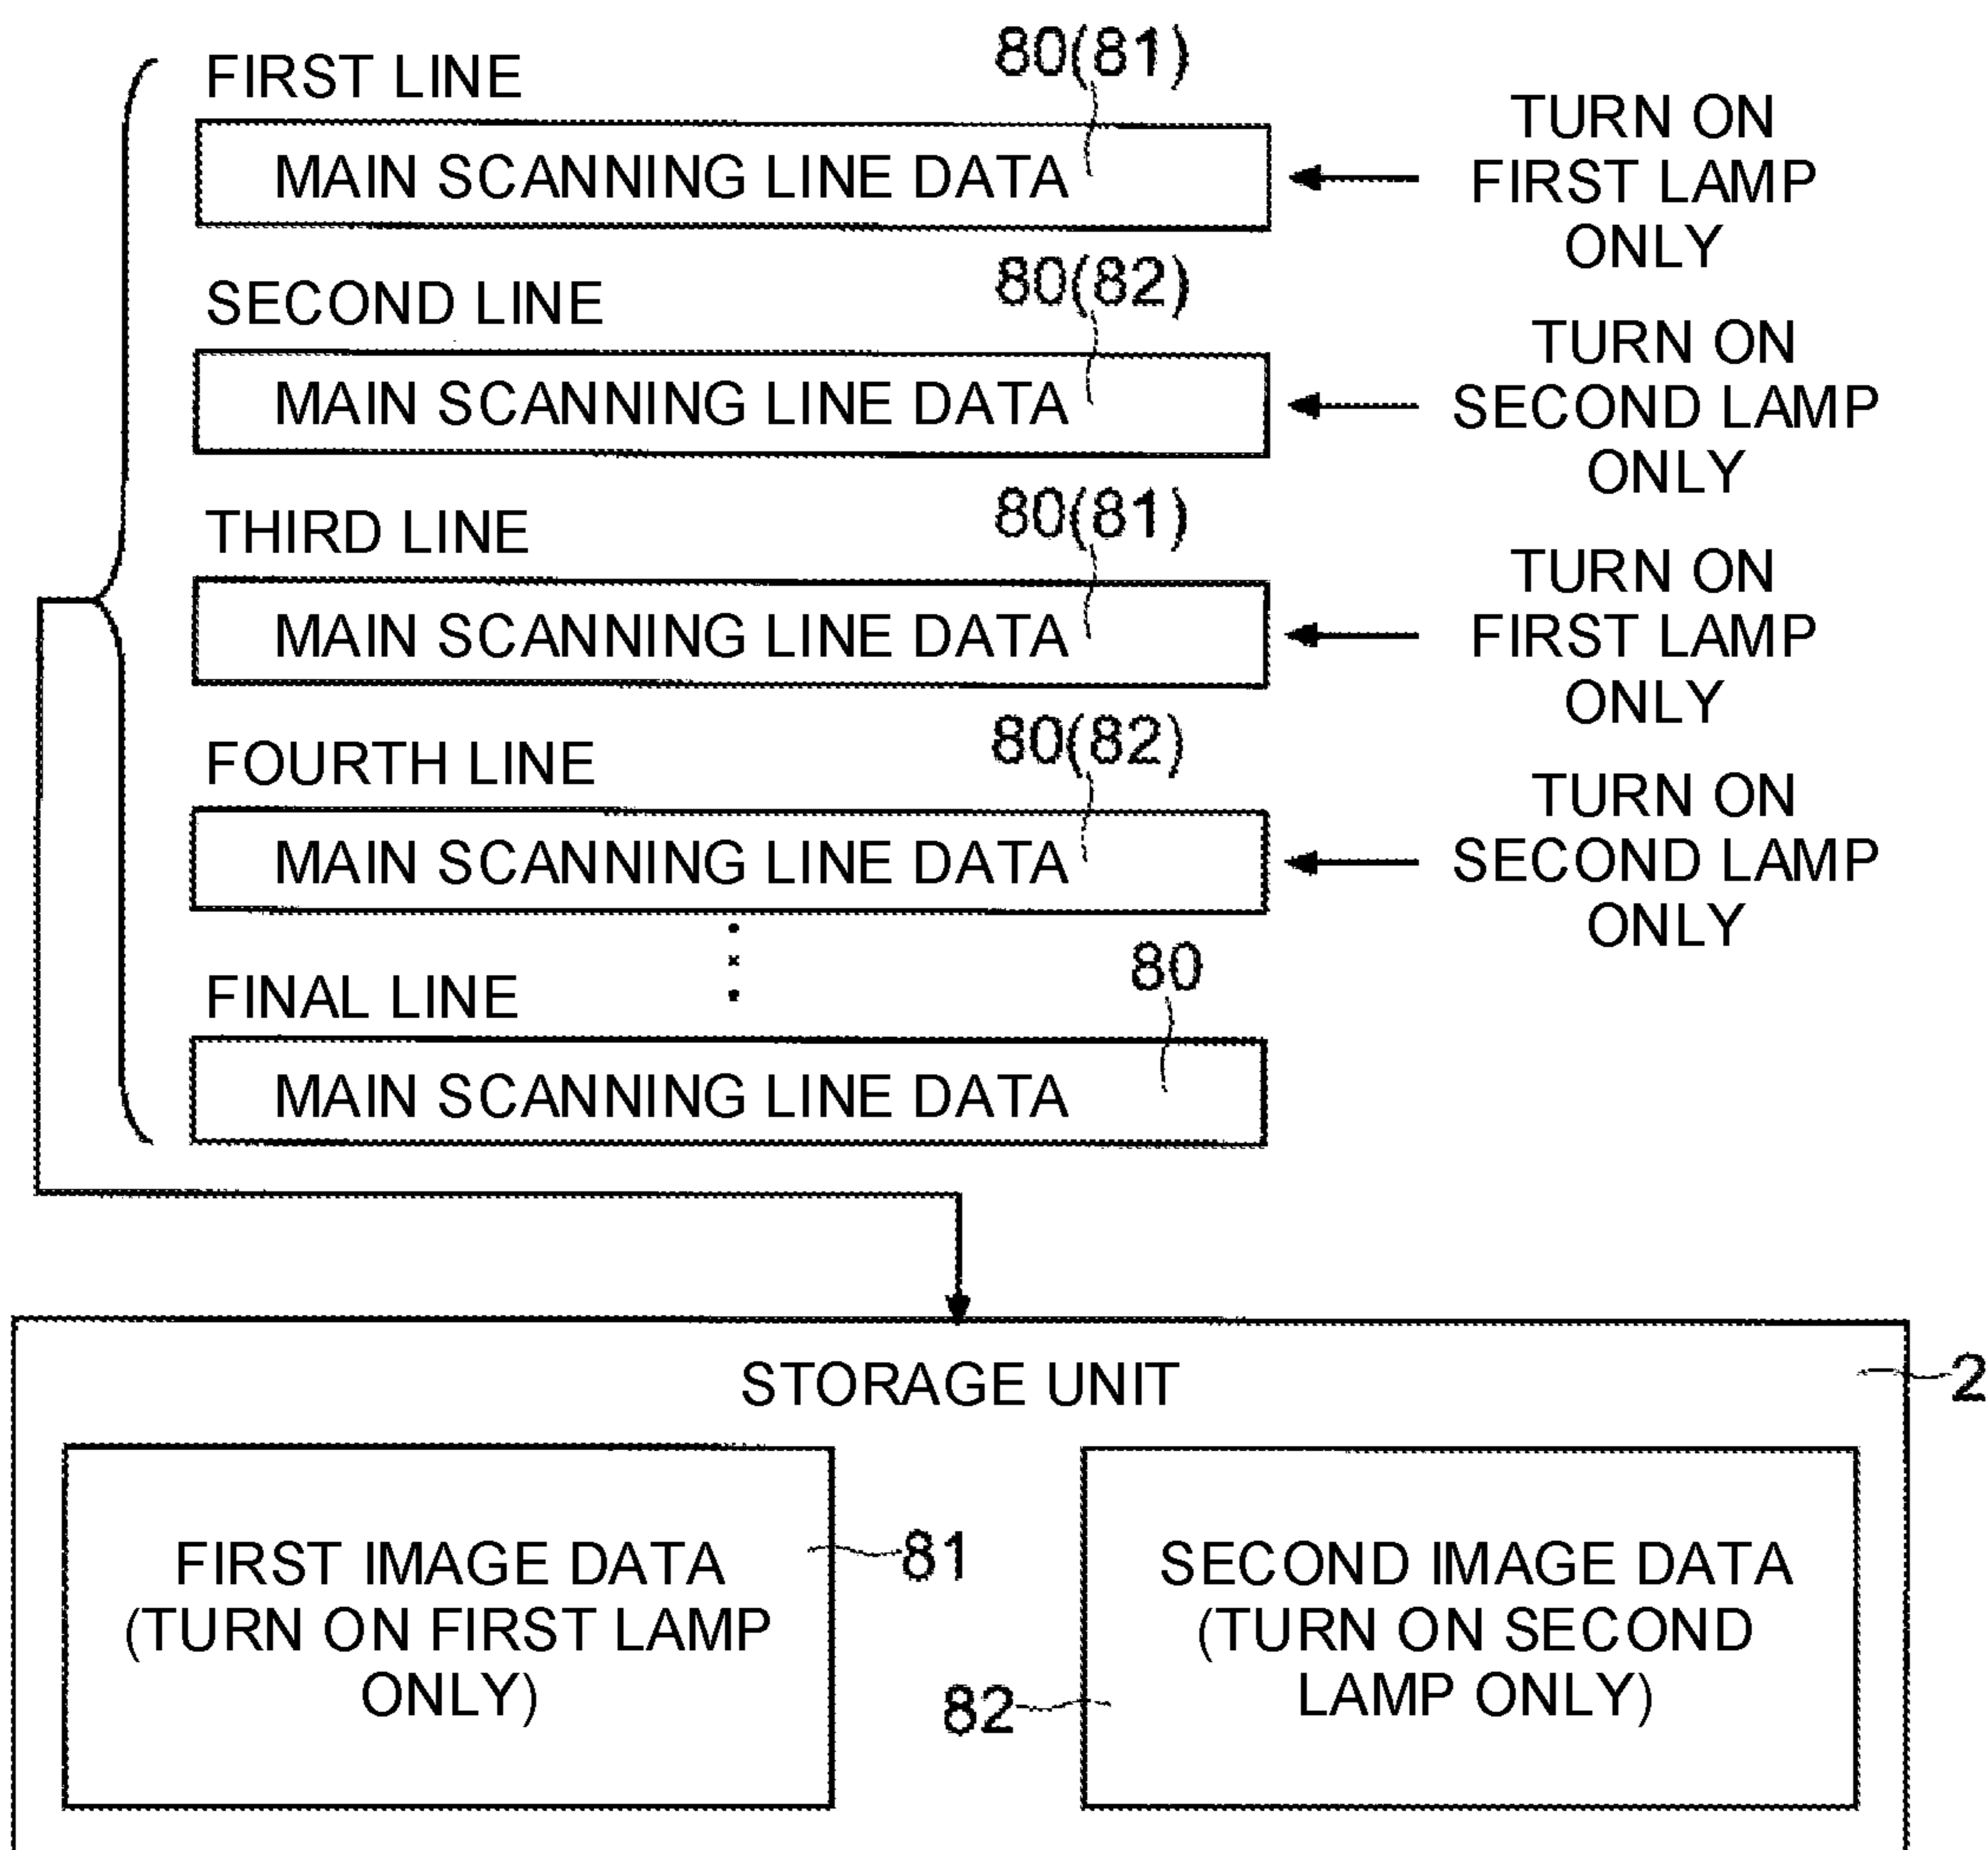 FIRST LINE
80(81)
MAIN SCANNING LINE DATA
TURN ON
FIRST LAMP
ONLY
SECOND LINE
80(82)
MAIN SCANNING LINE DATA
TURN ON
SECOND LAMP
ONLY
THIRD LINE
80(81)
MAIN SCANNING LINE DATA
TURN ON
FIRST LAMP
ONLY
FOURTH LINE
80(82)
MAIN SCANNING LINE DATA
TURN ON
SECOND LAMP
ONLY
FINAL LINE
80
MAIN SCANNING LINE DATA
STORAGE UNIT
2
FIRST IMAGE DATA
(TURN ON FIRST LAMP
ONLY)
81
SECOND IMAGE DATA
(TURN ON SECOND
LAMP ONLY)
82